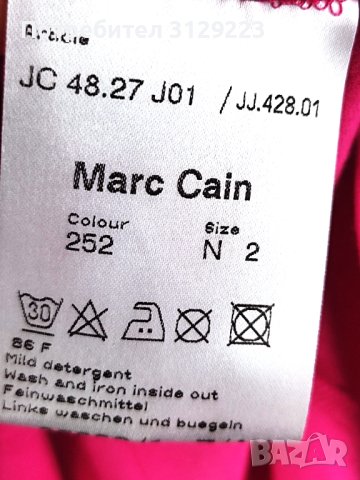 потребител 3129223
Article
JC 48.27 J01 / JJ.428.01
Marc Cain
Colour Size
252 N 2
30
86 F
Mild detergent
Wash and iron inside out
Feinwaschmittel
Links waschen und buegeln
bazar